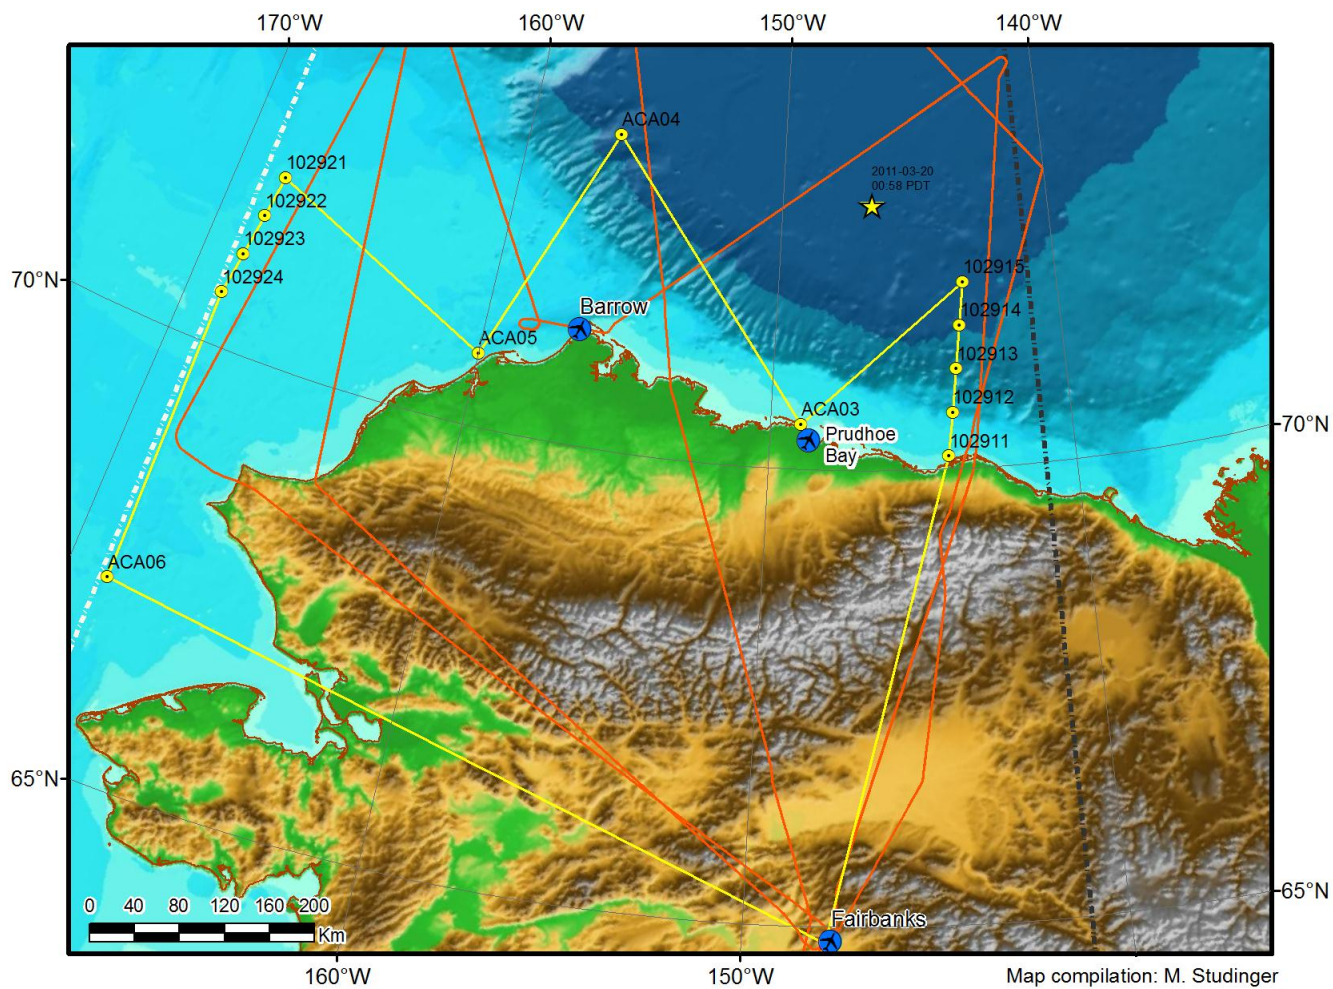 170°W
160°W
150°W
140°W
ACA04
102921
2011-03-20
00:58 PDT
102922
102923
102915
70°N
102924
Barrow
102914
ACA05
102913
102912
ACA03
70°N
Prudhoe
Bay
102911
ACA06
65°N
65°N
0 40 80 120 160 200
Km
Fairbanks
160°W
150°W
Map compilation: M. Studinger